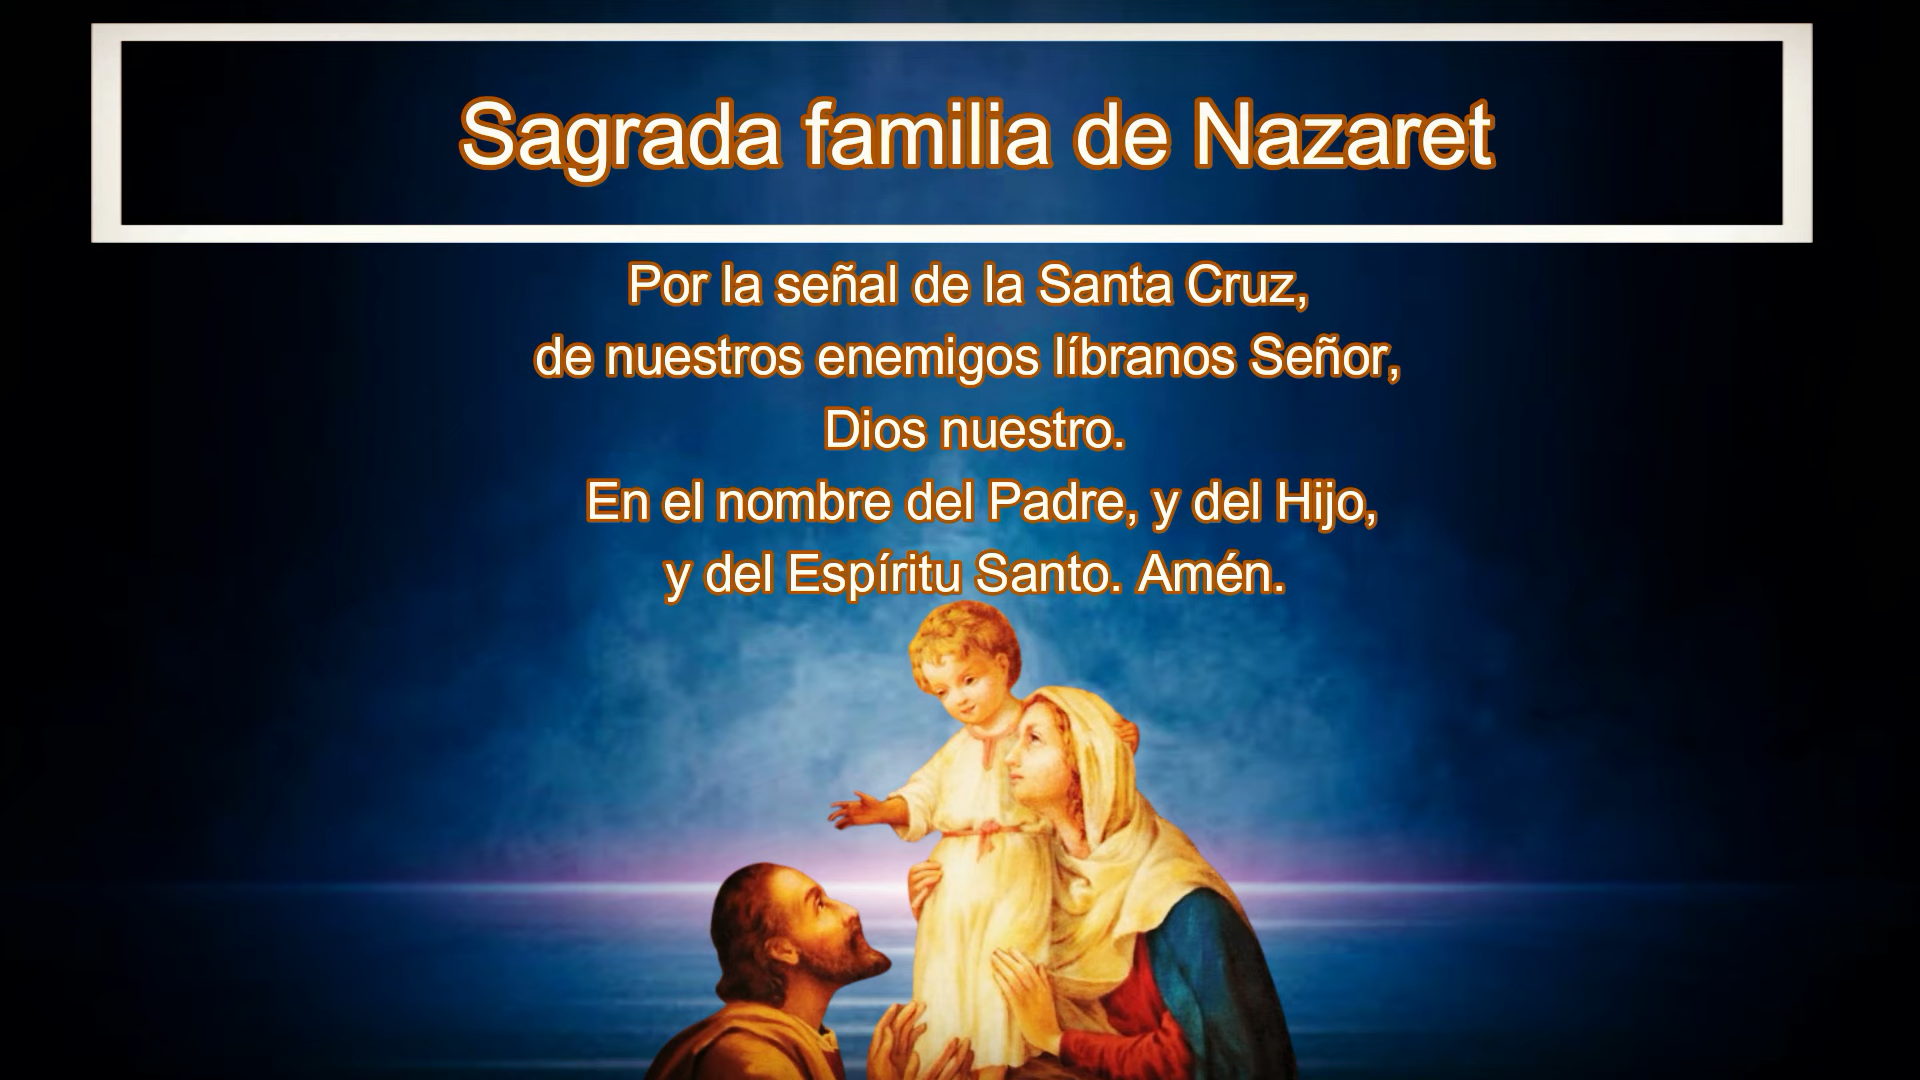 Sagrada familia de Nazaret
Por la señal de la Santa Cruz,
de nuestros enemigos líbranos Señor,
Dios nuestro.
En el nombre del Padre, y del Hijo,
y del Espíritu Santo. Amén.